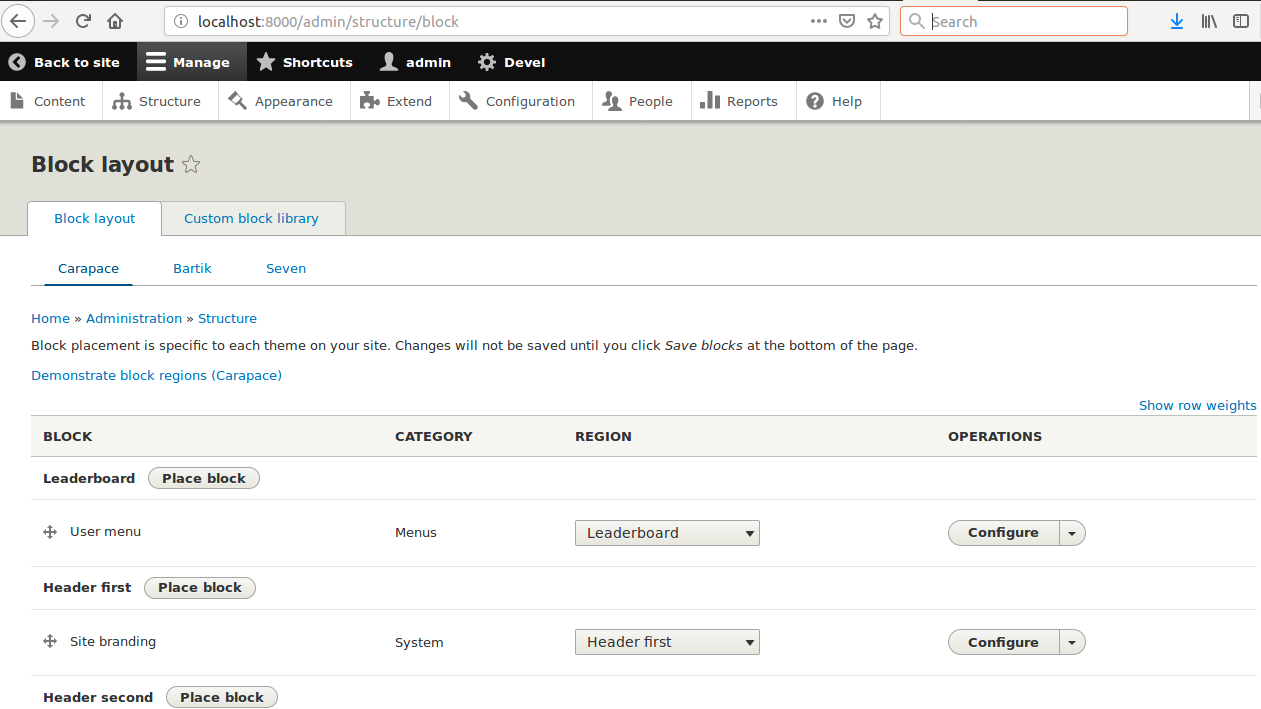 localhost:8000/admin/structure/block Search
Back to site Manage Shortcuts admin Devel
Content Structure Appearance Extend Configuration People Reports Help
Block layout
Block layout Custom block library
Carapace Bartik Seven
Home » Administration » Structure
Block placement is specific to each theme on your site. Changes will not be saved until you click Save blocks at the bottom of the page.
Demonstrate block regions (Carapace)
Show row weights
BLOCK CATEGORY REGION OPERATIONS
Leaderboard Place block
User menu Menus Leaderboard Configure
Header first Place block
Site branding System Header first Configure
Header second Place block